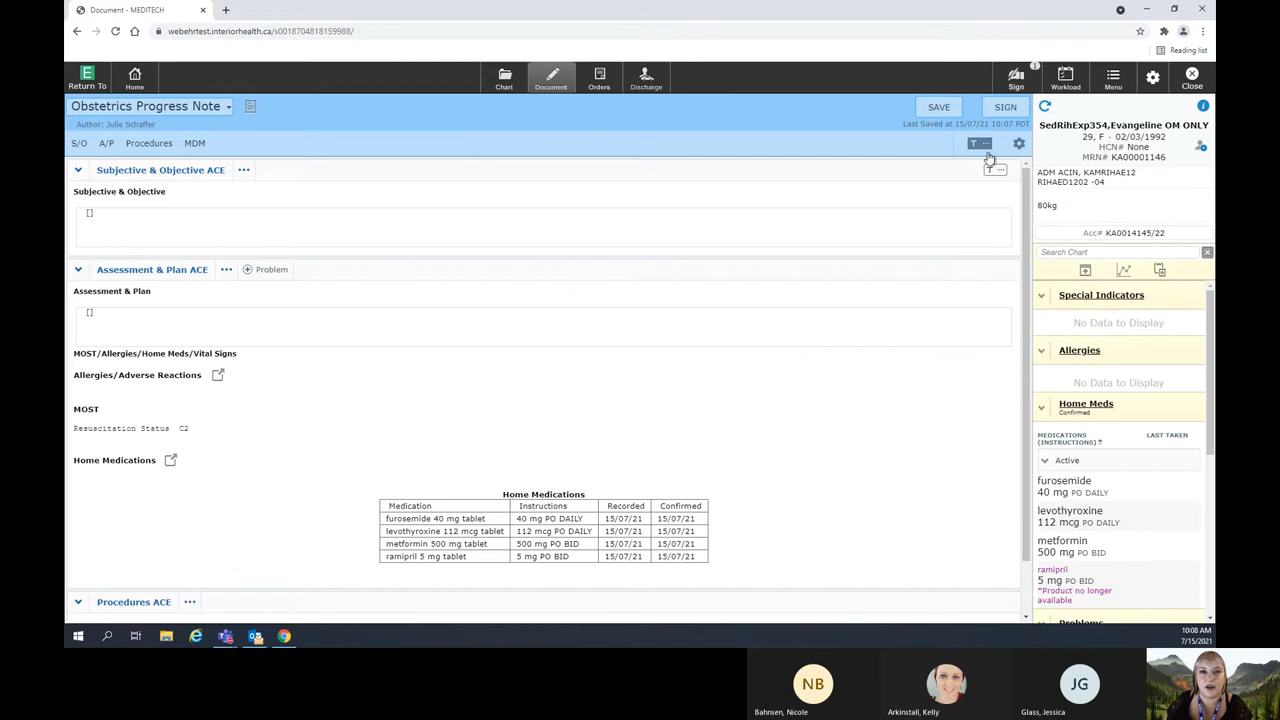 Document - MEDITECH
webehrtest.interiorhealth.ca/s0018704818159988/
Reading list
E
Return To
Home
Chart
Document
Orders
Discharge
1
Sign
Workload
Menu
Close
Obstetrics Progress Note
SAVE
SIGN
Author: Julie Schaffer
Last Saved at 15/07/21 10:07 PDT
S/O
A/P
Procedures
MDM
T ...
Subjective & Objective ACE
T ...
Subjective & Objective
[]
Assessment & Plan ACE
Problem
Assessment & Plan
[]
MOST/Allergies/Home Meds/Vital Signs
Allergies/Adverse Reactions
MOST
Resuscitation Status C2
Home Medications
Home Medications
Medication Instructions Recorded Confirmed
furosemide 40 mg tablet 40 mg PO DAILY 15/07/21 15/07/21
levothyroxine 112 mcg tablet 112 mcg PO DAILY 15/07/21 15/07/21
metformin 500 mg tablet 500 mg PO BID 15/07/21 15/07/21
ramipril 5 mg tablet 5 mg PO BID 15/07/21 15/07/21
Procedures ACE
SedRihExp354,Evangeline OM ONLY
29, F - 02/03/1992
HCN# None
MRN# KA00001146
ADM ACIN, KAMRIHAE12
RIHAED1202 -04
80kg
Acc# KA0014145/22
Search Chart
Special Indicators
No Data to Display
Allergies
No Data to Display
Home Meds
Confirmed
MEDICATIONS (INSTRUCTIONS)
LAST TAKEN
Active
furosemide
40 mg PO DAILY
levothyroxine
112 mcg PO DAILY
metformin
500 mg PO BID
ramipril
5 mg PO BID
*Product no longer
available
Problems
10:08 AM
7/15/2021
NB
Bahnsen, Nicole
Arkinstall, Kelly
JG
Glass, Jessica